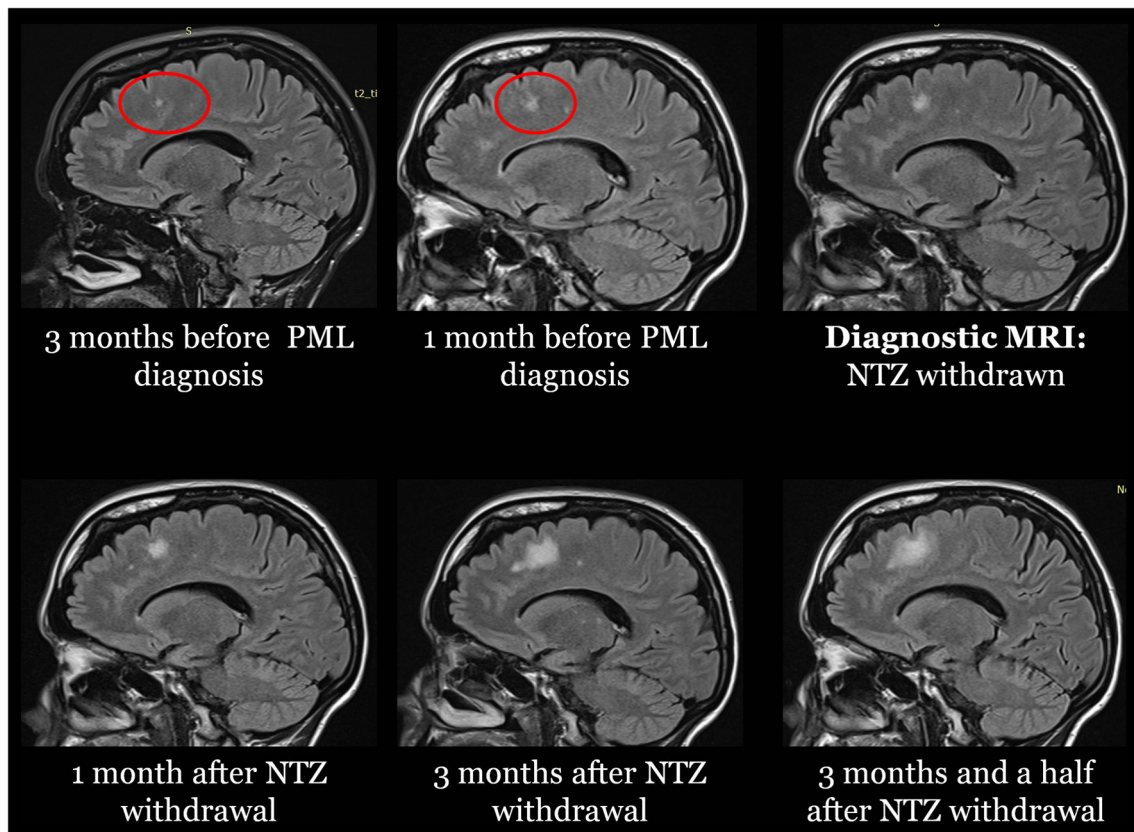 S
t2_ti
3 months before PML
diagnosis
1 month before PML
diagnosis
Diagnostic MRI:
NTZ withdrawn
1 month after NTZ
withdrawal
3 months after NTZ
withdrawal
3 months and a half
after NTZ withdrawal